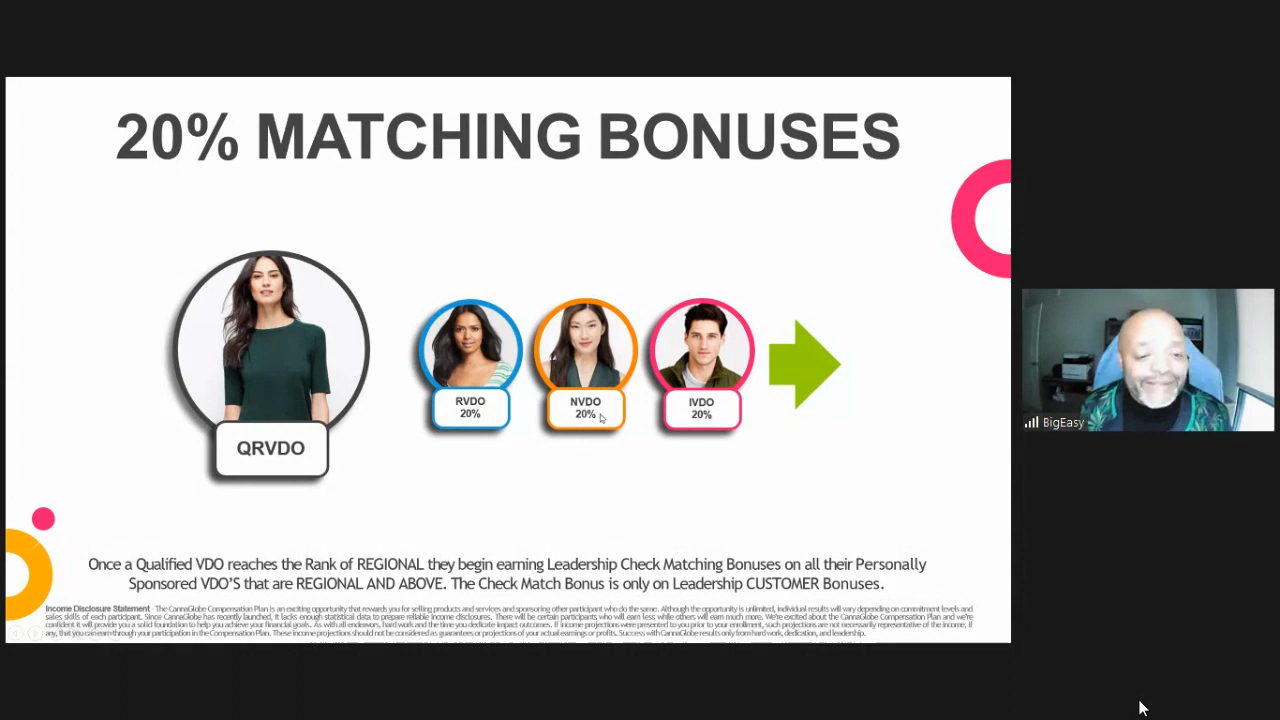 20% MATCHING BONUSES
QRVDO
RVDO
20%
NVDO
20%
IVDO
20%
BigEasy
Once a Qualified VDO reaches the Rank of REGIONAL they begin earning Leadership Check Matching Bonuses on all their Personally
Sponsored VDO'S that are REGIONAL AND ABOVE. The Check Match Bonus is only on Leadership CUSTOMER Bonuses.
Income Disclosure Statement - The CannaGlobe Compensation Plan is an exciting opportunity that rewards you for selling products and services and sponsoring other participant who do the same. Although the opportunity is unlimited, individual results will vary depending on commitment levels and
sales skills of each participant. Since CannaGlobe has recently launched, it lacks enough statistical data to prepare reliable income disclosures. There will be certain participants who will earn less while others will earn much more. We're excited about the CannaGlobe Compensation Plan and we're
confident it will provide you a solid foundation to help you achieve your financial goals. As with all endeavors, hard work and the time you dedicate impact outcomes. If income projections were presented to you prior to your enrollment, such projections are not necessarily representative of the income, if
any, that you can earn through your participation in the Compensation Plan. These income projections should not be considered as guarantees or projections of your actual earnings or profits. Success with CannaGlobe results only from hard work, dedication, and leadership.